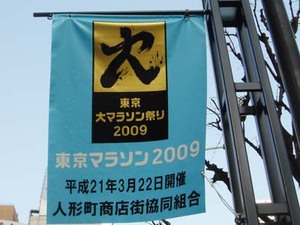 大
東京
大マラソン祭り
2009
東京マラソン2009
平成21年3月22日開催
人形町商店街協同組合